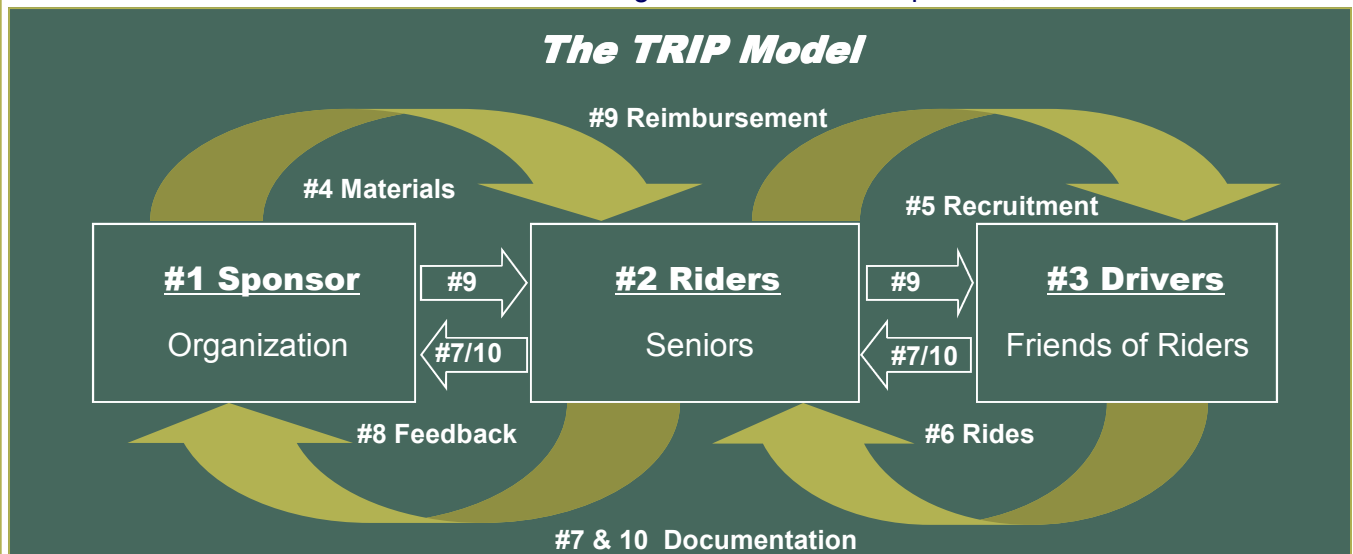 The TRIP Model
#9 Reimbursement
#4 Materials
#5 Recruitment
#1 Sponsor
Organization
#9
#7/10
#2 Riders
Seniors
#9
#7/10
#3 Drivers
Friends of Riders
#8 Feedback
#6 Rides
#7 & 10 Documentation